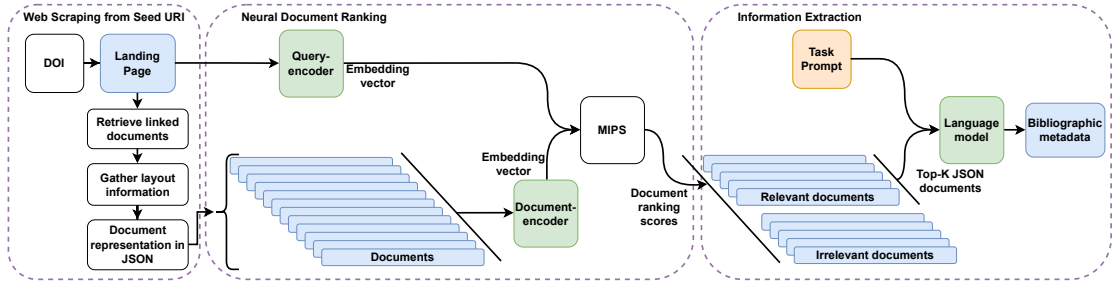 Web Scraping from Seed URI
DOI
Landing
Page
Retrieve linked
documents
Gather layout
information
Document
representation in
JSON
Neural Document Ranking
Query-
encoder
Embedding
vector
Documents
Embedding
vector
Document-
encoder
MIPS
Document
ranking
scores
Information Extraction
Task
Prompt
Relevant documents
Irrelevant documents
Top-K JSON
documents
Language
model
Bibliographic
metadata